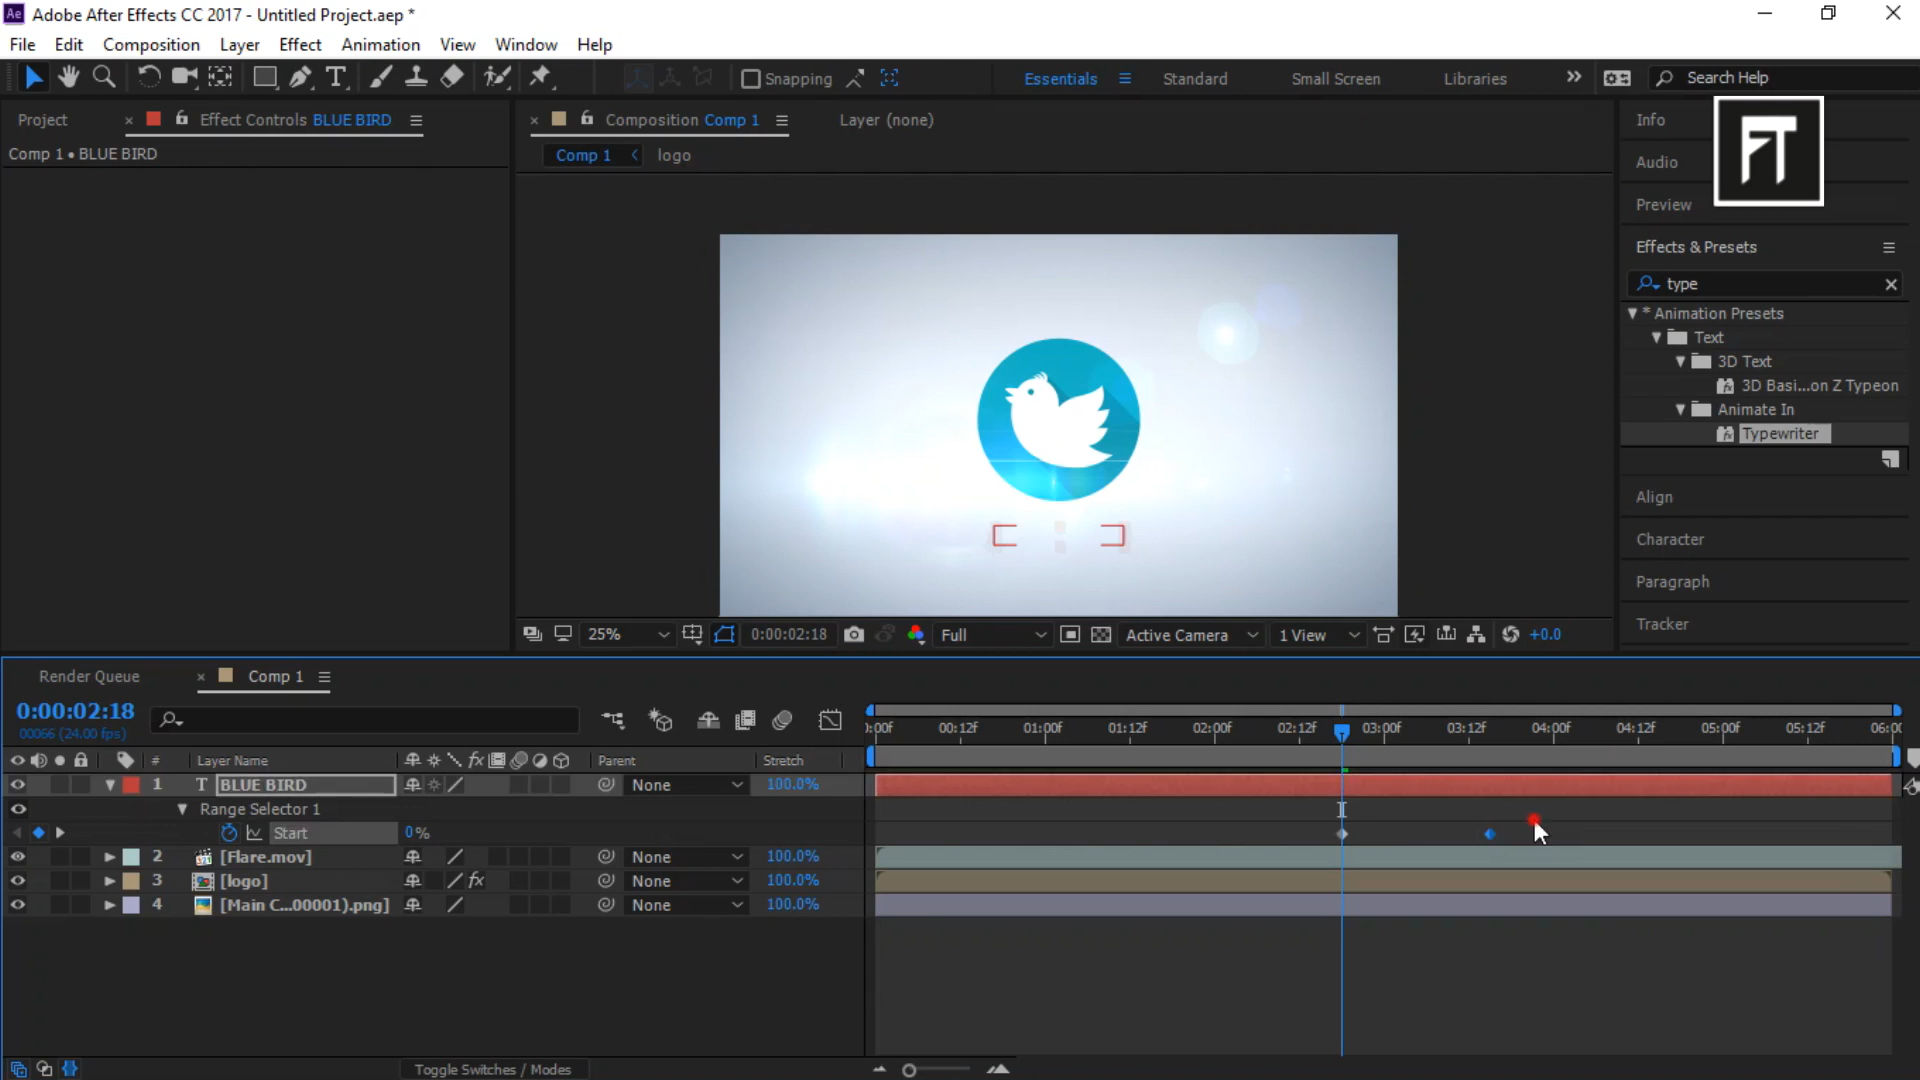 Ae Adobe After Effects CC 2017 - Untitled Project.aep *
File Edit Composition Layer Effect Animation View Window Help
T Snapping Essentials Standard Small Screen Libraries Search Help
Project Effect Controls BLUE BIRD Composition Comp 1 Layer (none) Info
FT
Comp 1 • BLUE BIRD Comp 1 logo Audio
Preview
Effects & Presets
type
* Animation Presets
Text
3D Text
3D Basi...on Z Typeon
Animate In
Typewriter
Align
Character
Paragraph
Tracker
25% 0:00:02:18 Full Active Camera 1 View +0.0
Render Queue Comp 1
0:00:02:18
00066 (24.00 fps)
:00f 00:12f 01:00f 01:12f 02:00f 02:12f 03:00f 03:12f 04:00f 04:12f 05:00f 05:12f 06:00
# Layer Name fx Parent Stretch
1 T BLUE BIRD None 100.0%
Range Selector 1
Start 0 %
2 [Flare.mov] None 100.0%
3 [logo] fx None 100.0%
4 [Main C...00001).png] None 100.0%
Toggle Switches / Modes